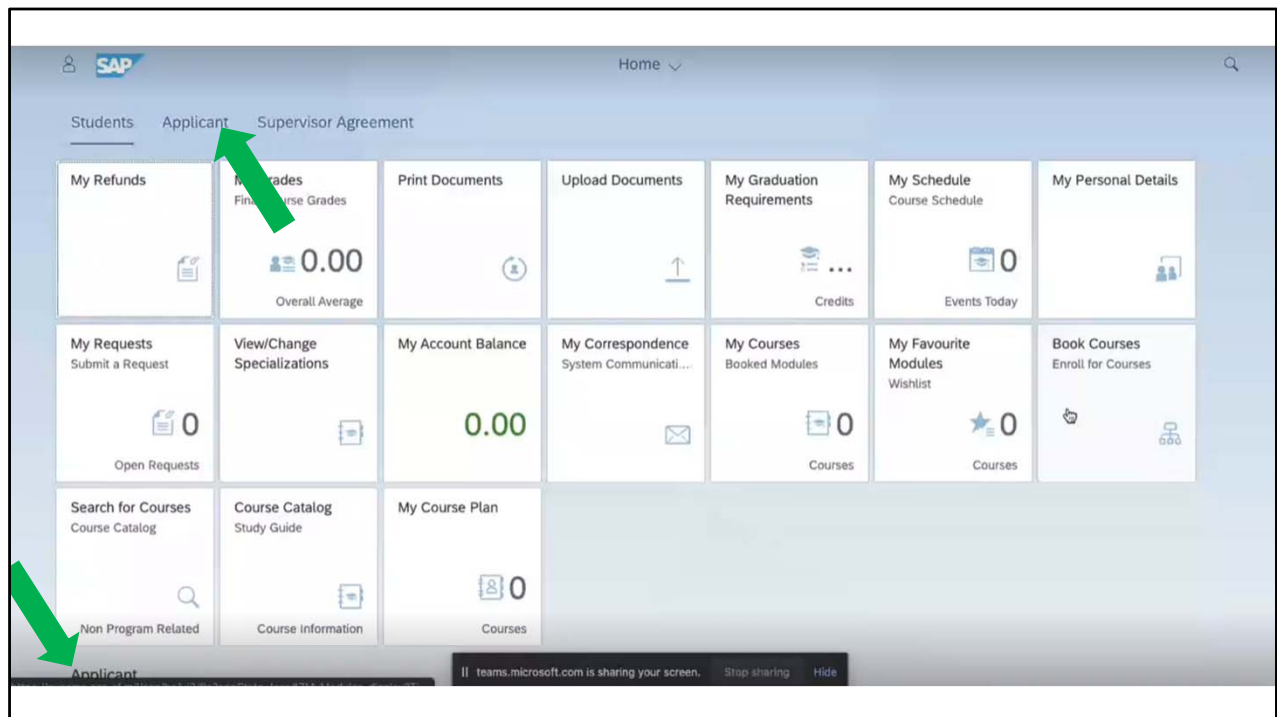 SAP
Home
Students Applicant Supervisor Agreement
My Refunds
Grades
Course Grades
0.00
Overall Average
Print Documents
Upload Documents
My Graduation
Requirements
...
Credits
My Schedule
Course Schedule
0
Events Today
My Personal Details
My Requests
Submit a Request
0
Open Requests
View/Change
Specializations
My Account Balance
0.00
My Correspondence
System Communicati...
My Courses
Booked Modules
0
Courses
My Favourite
Modules
Wishlist
0
Courses
Book Courses
Enroll for Courses
Search for Courses
Course Catalog
Non Program Related
Course Catalog
Study Guide
Course Information
My Course Plan
0
Courses
Applicant
teams.microsoft.com is sharing your screen. Stop sharing Hide